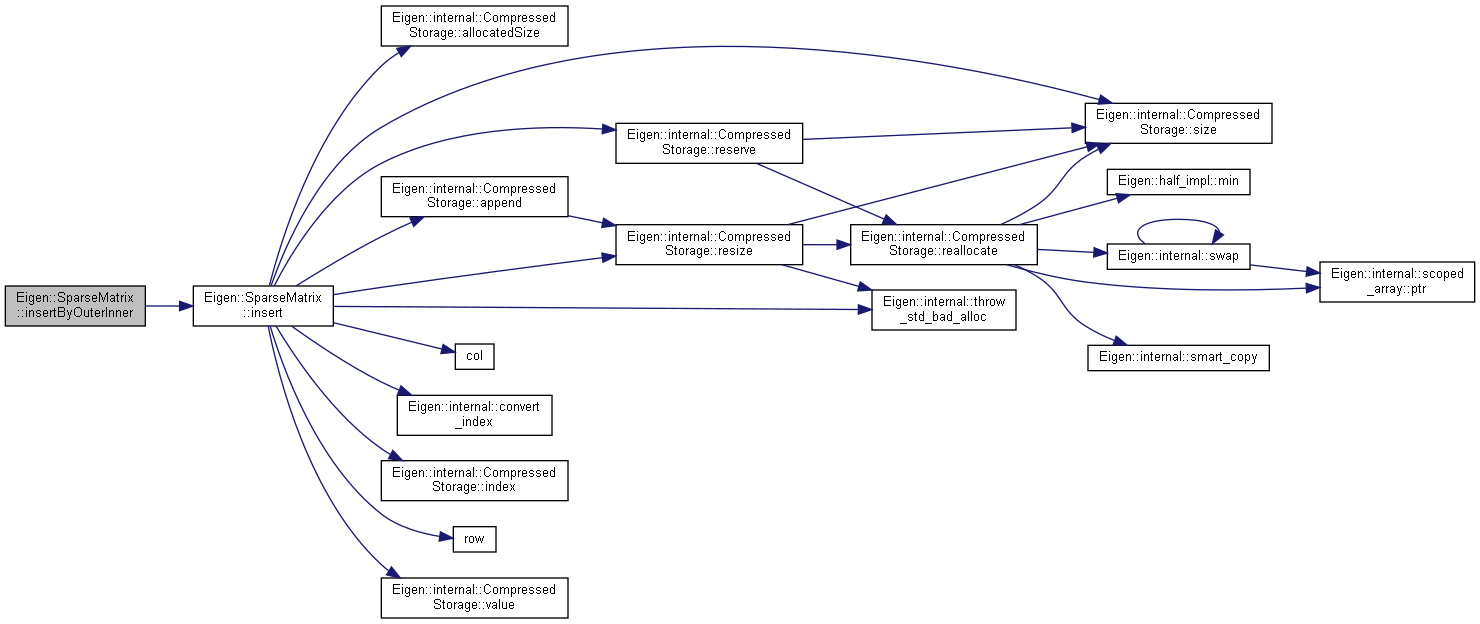 Eigen::SparseMatrix
::insertByOuterInner
Eigen::SparseMatrix
::insert
Eigen::internal::Compressed
Storage::allocatedSize
Eigen::internal::Compressed
Storage::append
col
Eigen::internal::convert
_index
Eigen::internal::Compressed
Storage::index
row
Eigen::internal::Compressed
Storage::value
Eigen::internal::Compressed
Storage::reserve
Eigen::internal::Compressed
Storage::resize
Eigen::internal::Compressed
Storage::reallocate
Eigen::internal::throw
_std_bad_alloc
Eigen::internal::Compressed
Storage::size
Eigen::half_impl::min
Eigen::internal::swap
Eigen::internal::smart_copy
Eigen::internal::scoped
_array::ptr